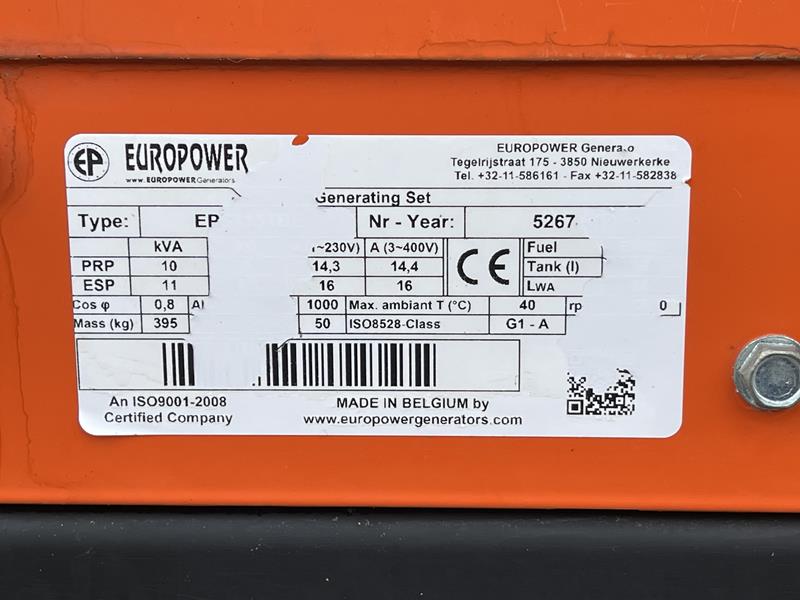 EP EUROPOWER
www.EUROPOWERGenerators
EUROPOWER
Tegelrijstraat 175 - 3850 Nieuwerkerke
Tel. +32-11-586161 - Fax +32-11-582838
Generating Set
Type: EP Nr - Year: 5267
kVA ~230V) A (3~400V) CE Fuel
PRP 10 14,3 14,4 Tank (l)
ESP 11 16 16 LWA
Cos φ 0,8 1000 Max. ambiant T (°C) 40 0
Mass (kg) 395 50 ISO8528-Class G1 - A
An ISO9001-2008 MADE IN BELGIUM by
Certified Company www.europowergenerators.com